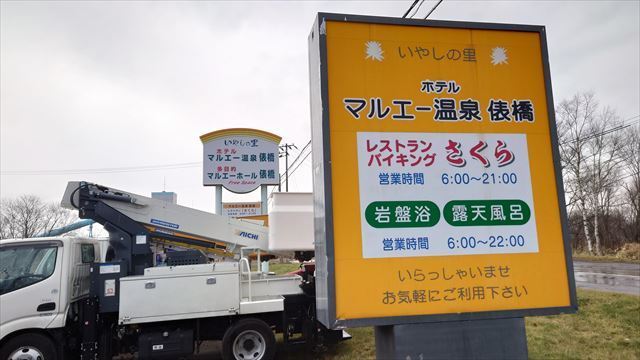 いやしの里
ホテル
マルエー温泉 俵橋
レストラン
バイキング さくら
営業時間 6:00〜21:00
岩盤浴 露天風呂
営業時間 6:00〜22:00
いらっしゃいませ
お気軽にご利用下さい
いやしの里
ホテル
マルエー温泉 俵橋
多目的
マルエーホール 俵橋
Free Space
AICHI